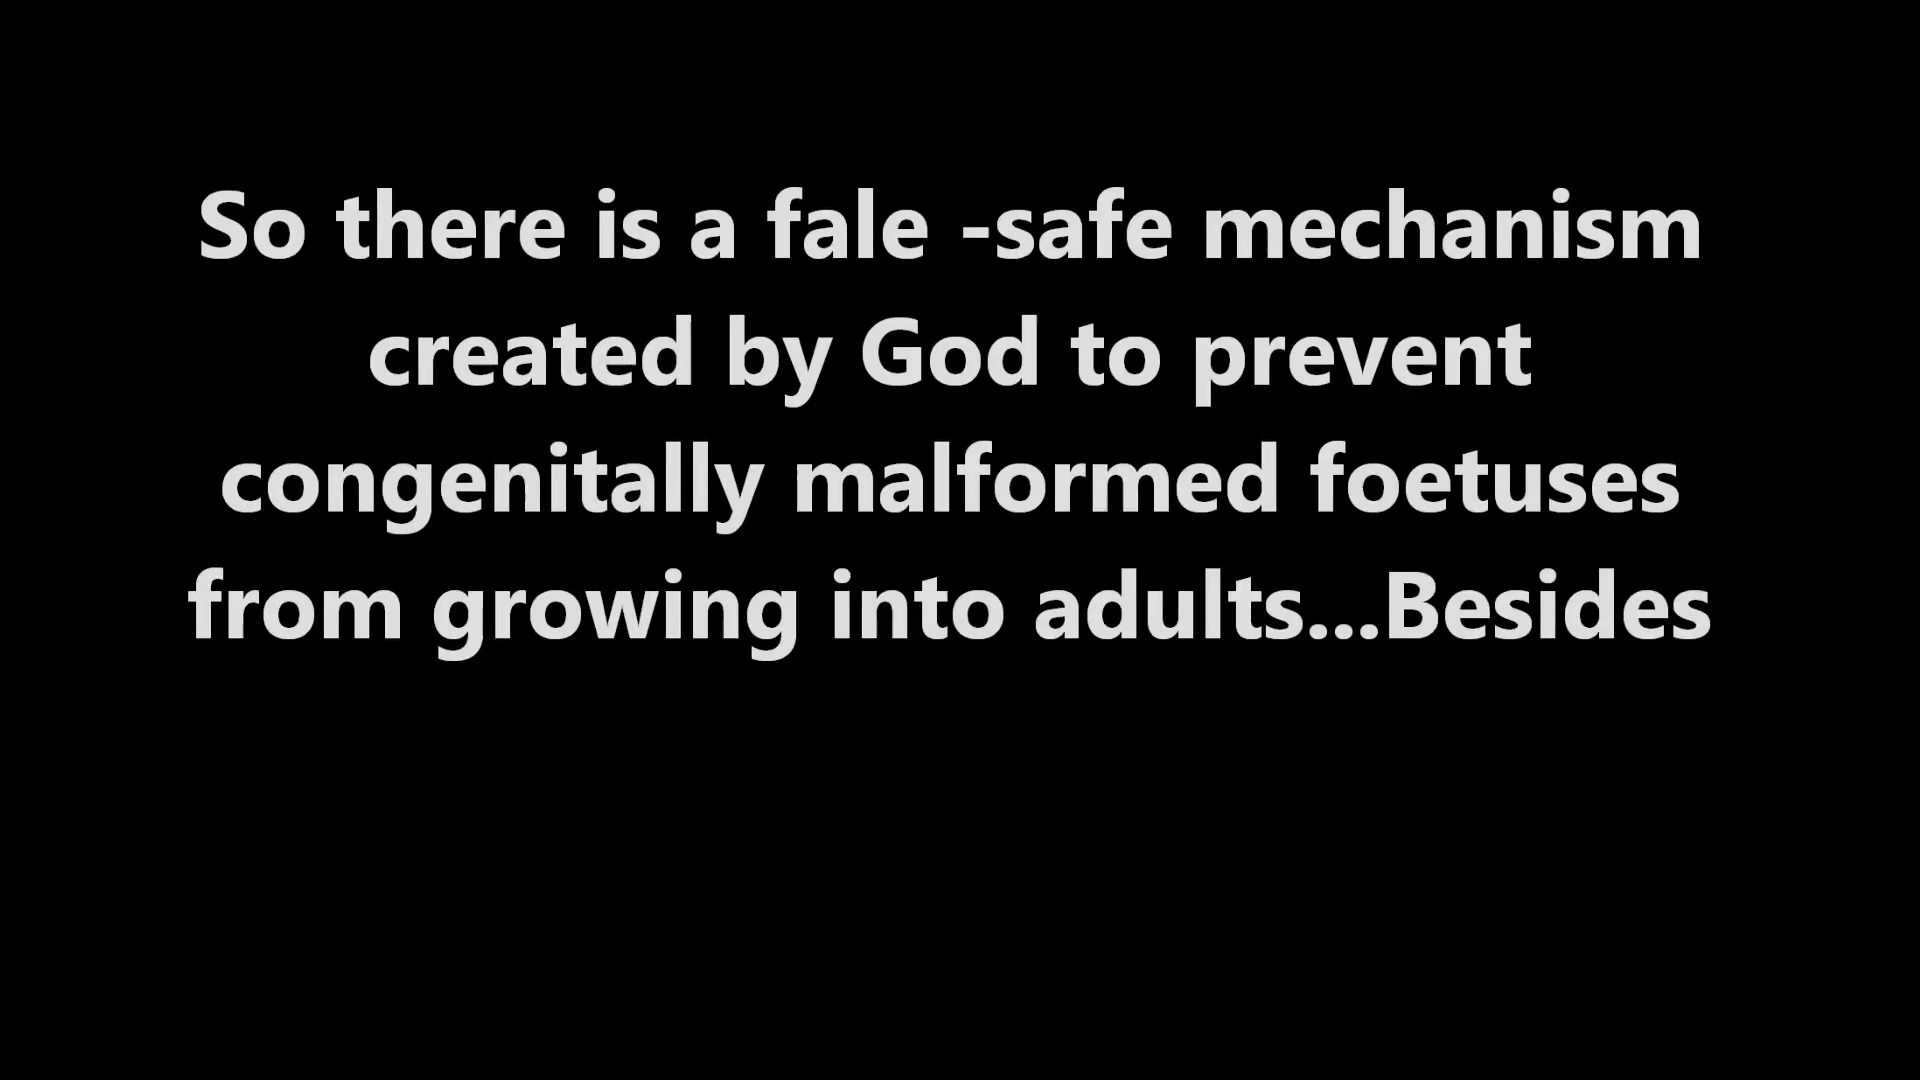 So there is a fale -safe mechanism
created by God to prevent
congenitally malformed foetuses
from growing into adults...Besides